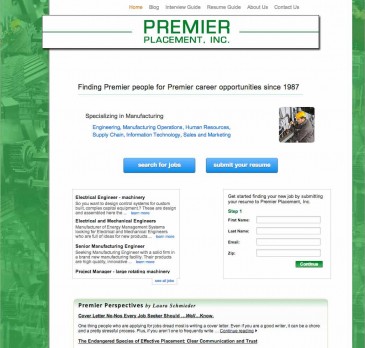 Home Blog Interview Guide Resume Guide About Us Contact Us
PREMIER
PLACEMENT, INC.
Finding Premier people for Premier career opportunities since 1987
Specializing in Manufacturing
Engineering, Manufacturing Operations, Human Resources,
Supply Chain, Information Technology, Sales and Marketing
search for jobs
submit your resume
Electrical Engineer - machinery
So you want to design control systems for custom
built, complex coastal equipment? These are design
and assembled here the ... learn more
Electrical and Mechanical Engineers
Manufacturer of Energy Management Systems
looking for Electrical and Mechanical Engineers
who are full of ideas for new products ... learn more
Senior Manufacturing Engineer
Seeking Engineer with a solid firm in
a brand new manufacturing facility. Their products
are high quality, innovative ... learn more
Project Manager - large rotating machinery
see all jobs
Get started finding your new job by submitting
your resume to Premier Placement, Inc.
Step 1
First Name:
Last Name:
Email:
Zip:
Continue
Premier Perspectives by Laura Schmieder
Cover Letter No-Nos Every Job Seeker Should ...Well...Know.
One thing people who are applying for jobs dread most is writing a cover letter. Even if you are a good writer, it can be a chore
and a pretty stressful process. Plus, if you aren't one to frequently write ... Continue reading
The Endangered Species of Effective Placement: Clear Communication and Trust